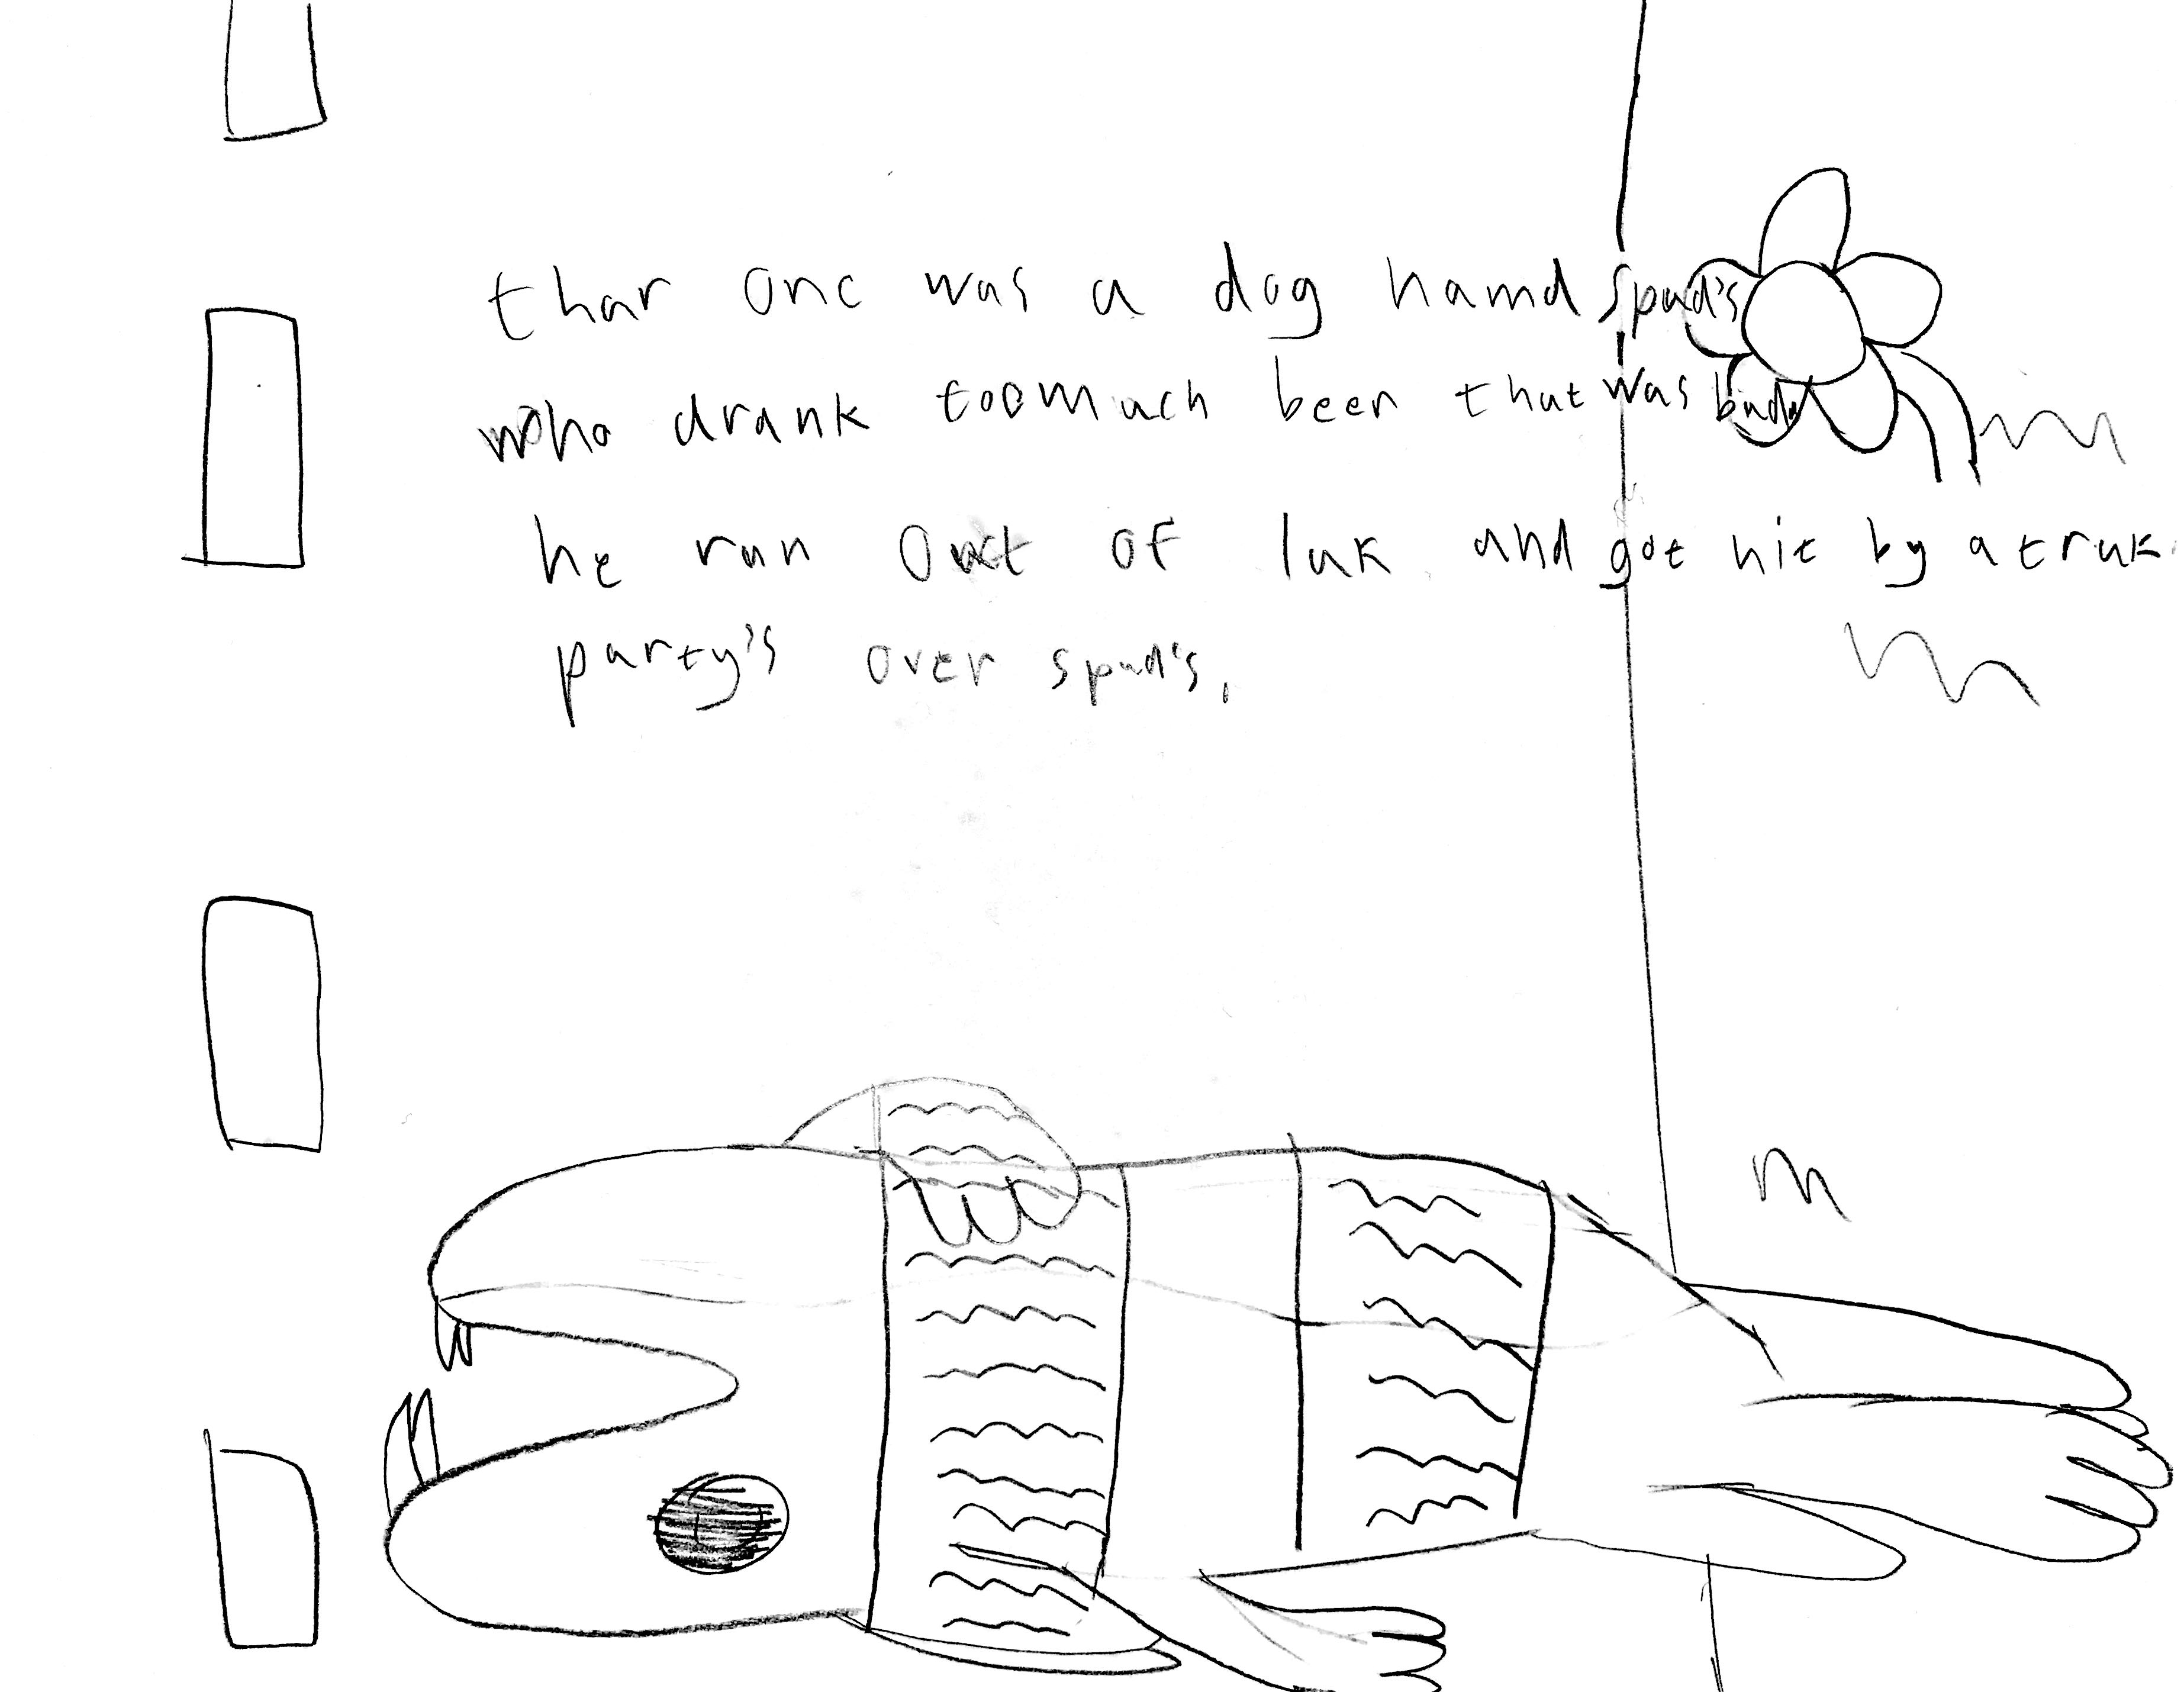 thar onc was a dog namd spud's
who drank toomuch beer that was bud
he run out of luk and got hit by a truk.
party's over spud's,